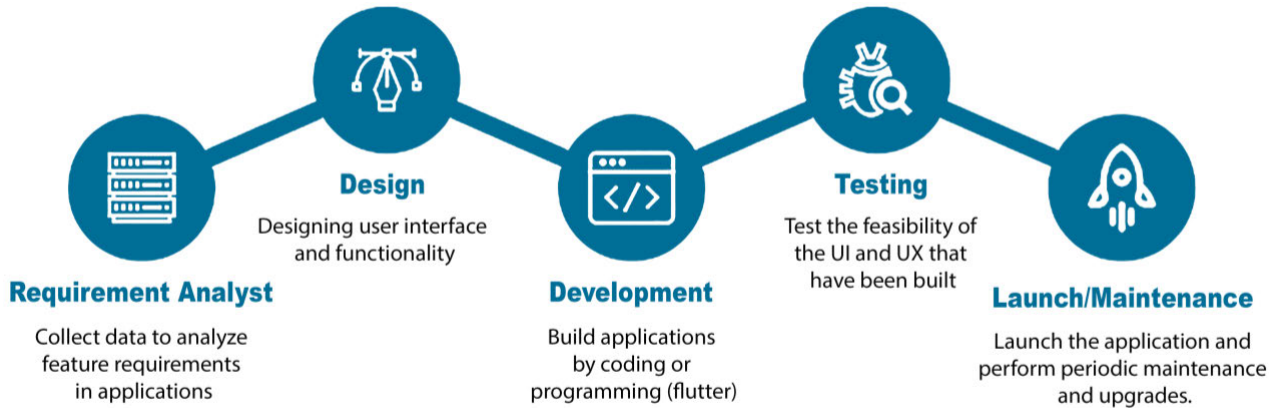 Requirement Analyst
Collect data to analyze
feature requirements
in applications
Design
Designing user interface
and functionality
</>
Development
Build applications
by coding or
programming (flutter)
Testing
Test the feasibility of
the UI and UX that
have been built
Launch/Maintenance
Launch the application and
perform periodic maintenance
and upgrades.